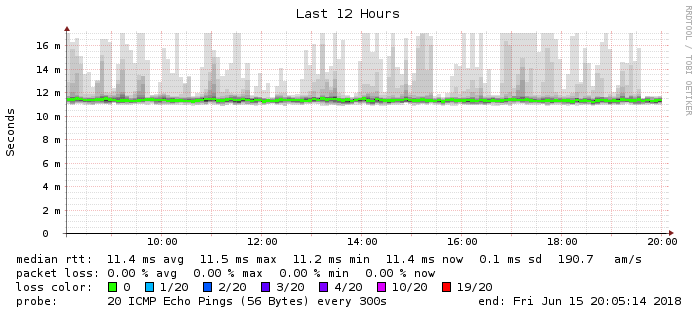 Last 12 Hours
RRDTOOL / TOBI OETIKER
Seconds
16 m
14 m
12 m
10 m
8 m
6 m
4 m
2 m
0
10:00 12:00 14:00 16:00 18:00 20:00
median rtt: 11.4 ms avg 11.5 ms max 11.2 ms min 11.4 ms now 0.1 ms sd 190.7 am/s
packet loss: 0.00 % avg 0.00 % max 0.00 % min 0.00 % now
loss color: 0 1/20 2/20 3/20 4/20 10/20 19/20
probe: 20 ICMP Echo Pings (56 Bytes) every 300s end: Fri Jun 15 20:05:14 2018